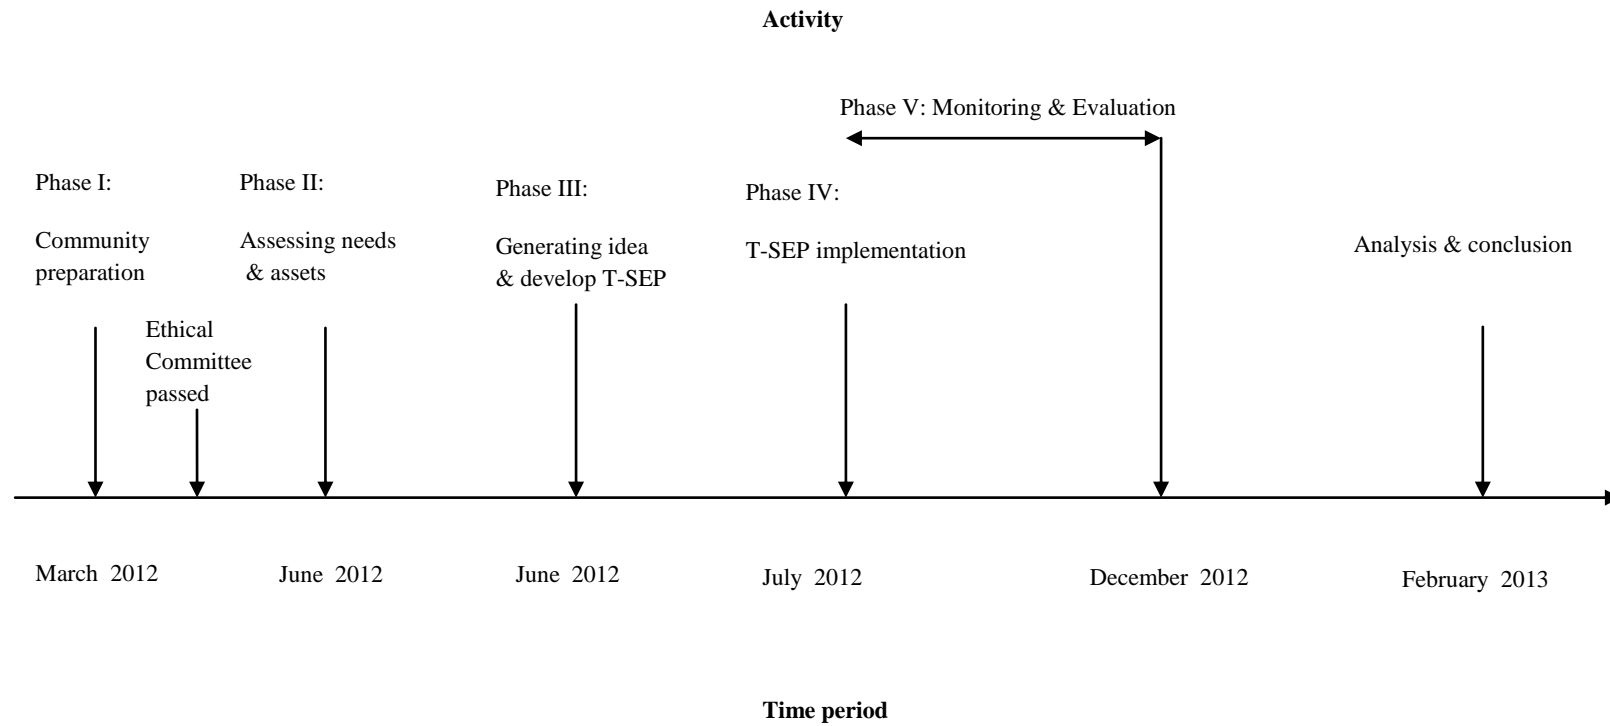 Activity
Phase V: Monitoring & Evaluation
Phase I:
Community
preparation
Ethical
Committee
passed
Phase II:
Assessing needs
& assets
Phase III:
Generating idea
& develop T-SEP
Phase IV:
T-SEP implementation
Analysis & conclusion
March 2012
June 2012
June 2012
July 2012
December 2012
February 2013
Time period